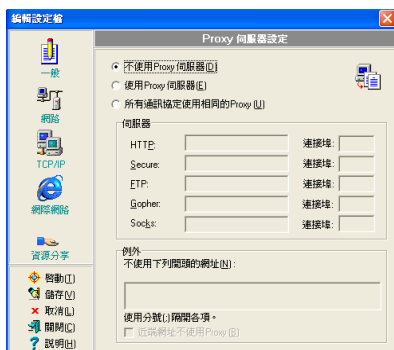 編輯設定檔
Proxy 伺服器設定
一般
網路
TCP/IP
網際網路
資源分享
啓動(T)
儲存(V)
取消(L)
關閉(C)
說明(H)
不使用Proxy伺服器(D)
使用Proxy伺服器(E)
所有通訊協定使用相同的Proxy (U)
伺服器
HTTP: 連接埠:
Secure: 連接埠:
FTP: 連接埠:
Gopher: 連接埠:
Socks: 連接埠:
例外
不使用下列開頭的網址(N):
使用分號(;)隔開各項。
近端網址不使用Proxy (B)